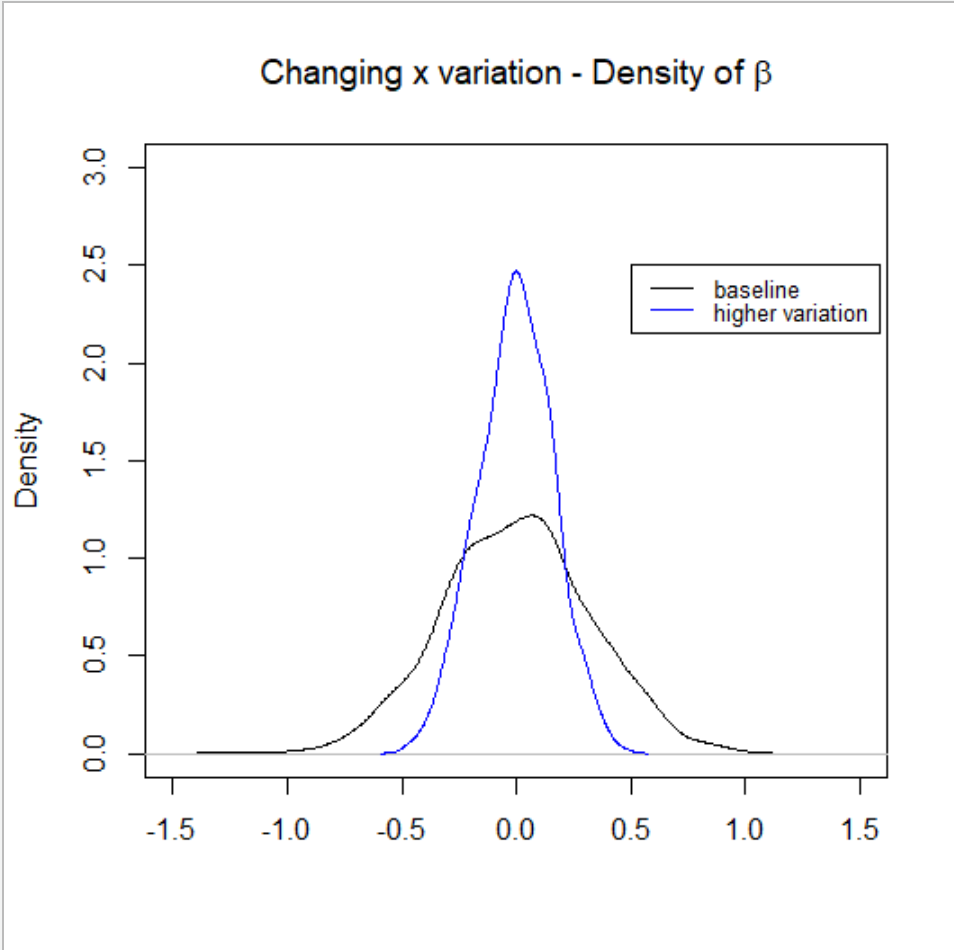 Changing x variation - Density of β
3.0
2.5
2.0
1.5
1.0
0.5
0.0
Density
baseline
higher variation
-1.5 -1.0 -0.5 0.0 0.5 1.0 1.5